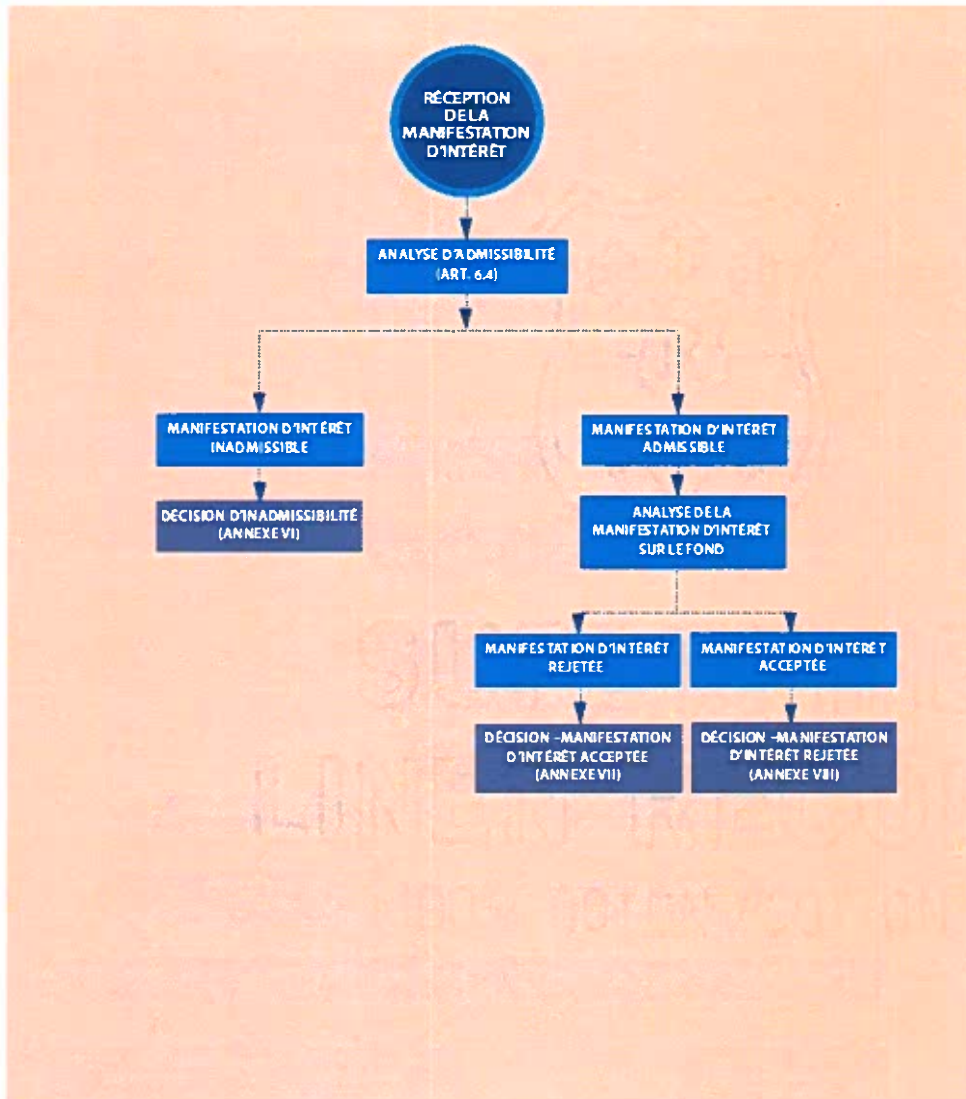 RÉCEPTION
DE LA
MANIFESTATION
D'INTÉRÊT
ANALYSE D'ADMISSIBILITÉ
(ART. 6.4)
MANIFESTATION D'INTÉRÊT
INADMISSIBLE
MANIFESTATION D'INTÉRÊT
ADMISSIBLE
DÉCISION D'INADMISSIBILITÉ
(ANNEXE VI)
ANALYSE DE LA
MANIFESTATION D'INTÉRÊT
SUR LE FOND
MANIFESTATION D'INTÉRÊT
REJETÉE
MANIFESTATION D'INTÉRÊT
ACCEPTÉE
DÉCISION –MANIFESTATION
D'INTÉRÊT ACCEPTÉE
(ANNEXE VII)
DÉCISION –MANIFESTATION
D'INTÉRÊT REJETÉE
(ANNEXE VIII)